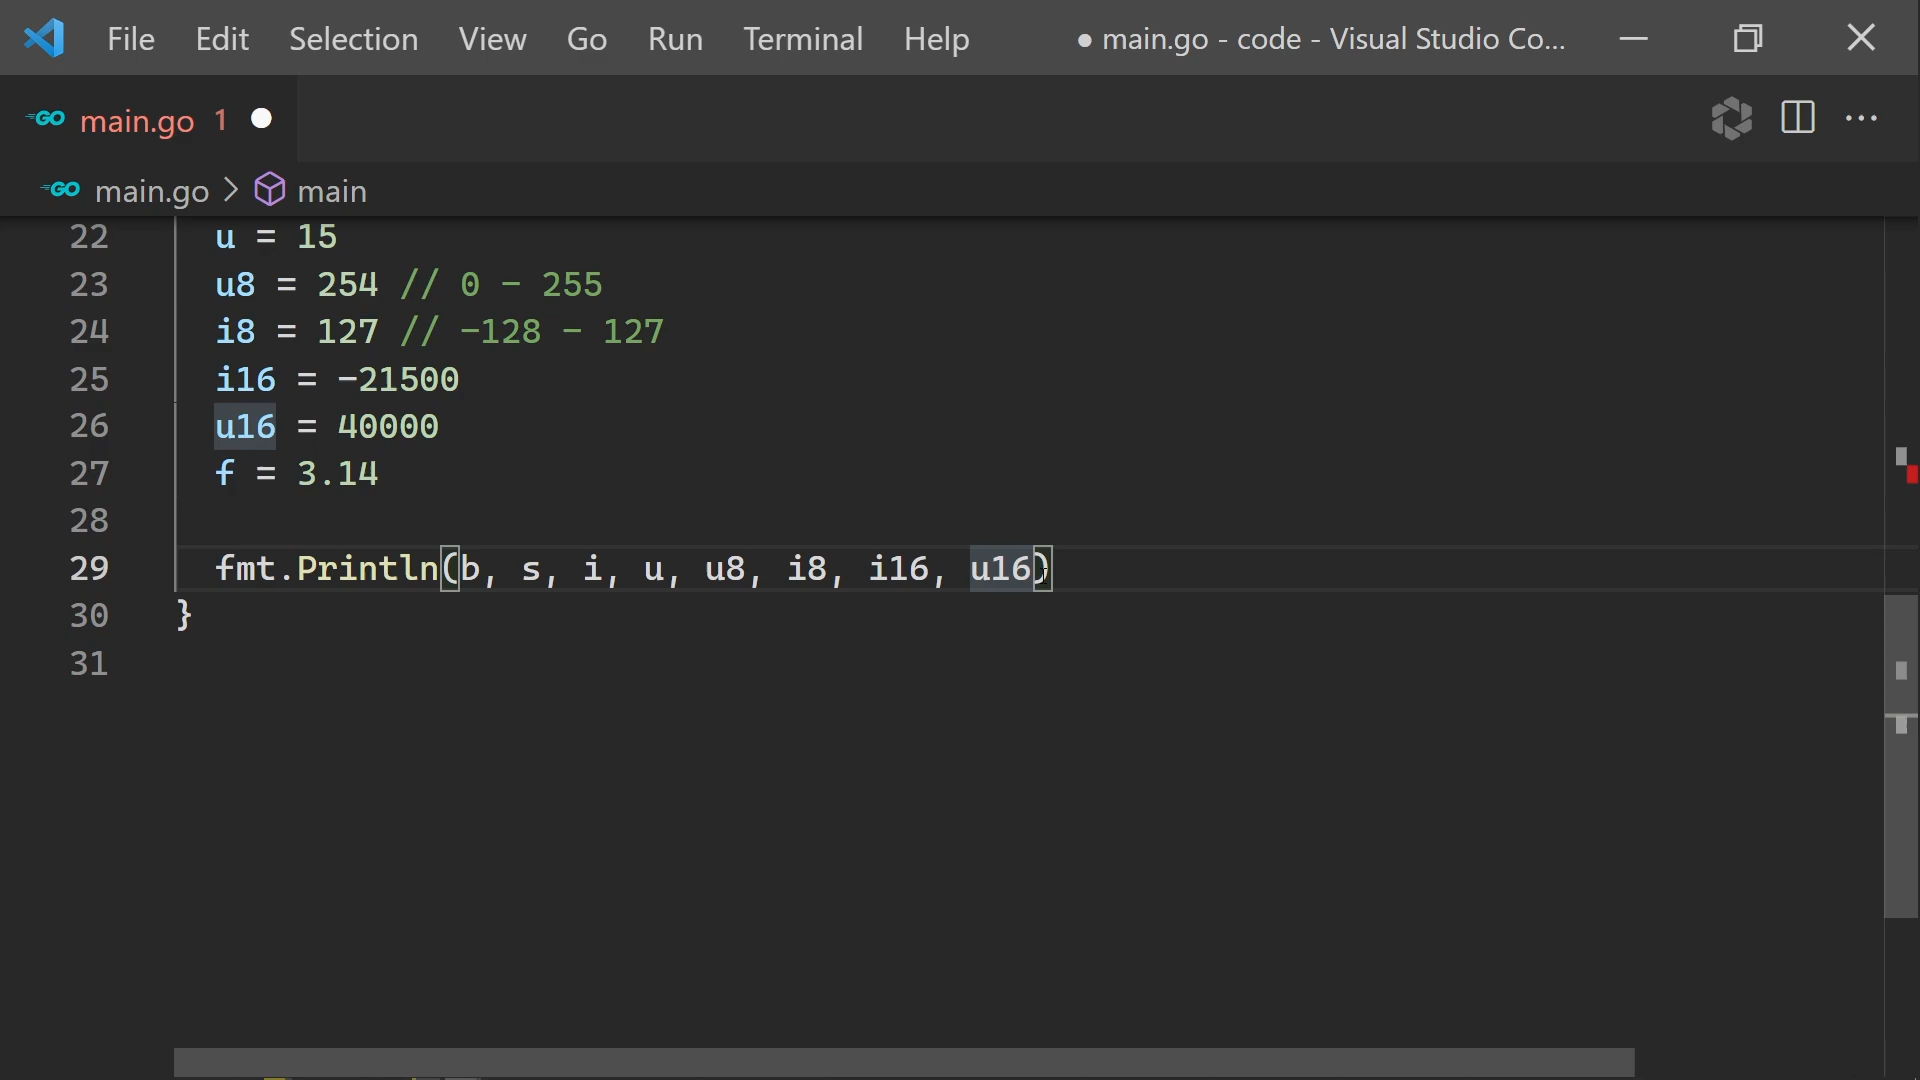 File Edit Selection View Go Run Terminal Help ● main.go - code - Visual Studio Co...
GO main.go 1 ●
GO main.go > main
22 u = 15
23 u8 = 254 // 0 - 255
24 i8 = 127 // -128 - 127
25 i16 = -21500
26 u16 = 40000
27 f = 3.14
28
29 fmt.Println(b, s, i, u, u8, i8, i16, u16)
30 }
31